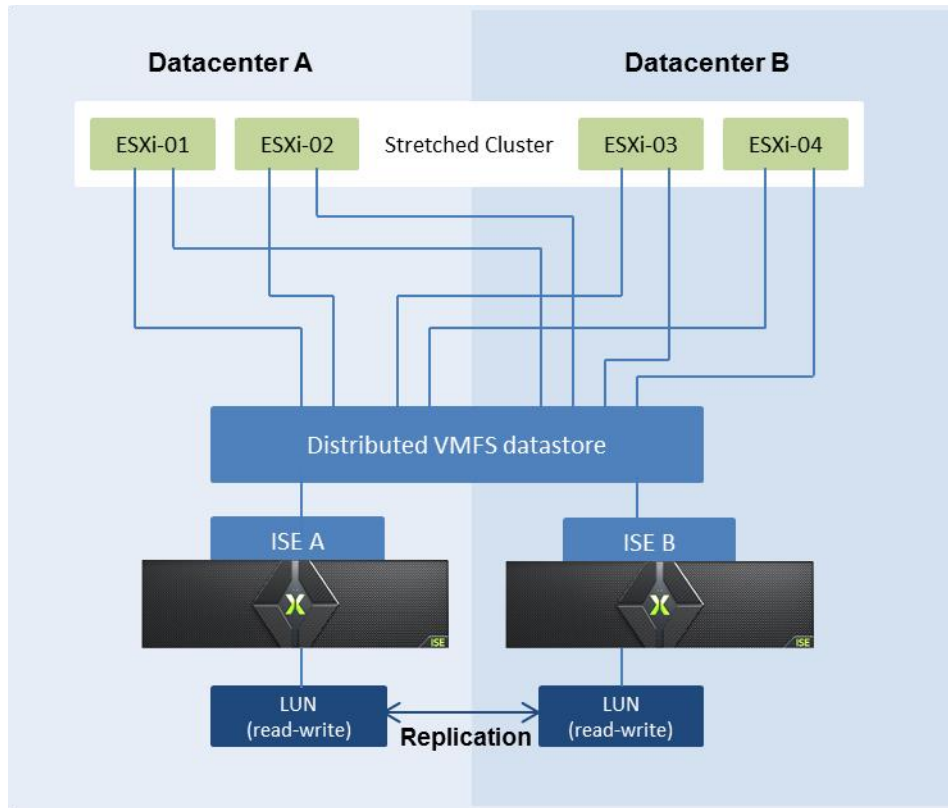 Datacenter A
Datacenter B
ESXi-01
ESXi-02
Stretched Cluster
ESXi-03
ESXi-04
Distributed VMFS datastore
ISE A
ISE B
ISE
ISE
LUN
(read-write)
Replication
LUN
(read-write)